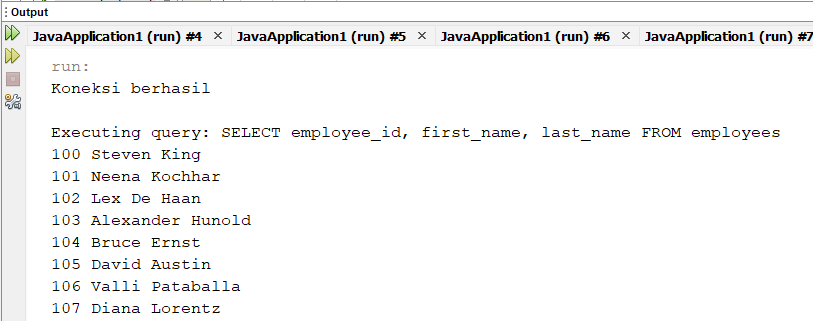 Output
JavaApplication1 (run) #4 × JavaApplication1 (run) #5 × JavaApplication1 (run) #6 × JavaApplication1 (run) #7
run:
Koneksi berhasil
Executing query: SELECT employee_id, first_name, last_name FROM employees
100 Steven King
101 Neena Kochhar
102 Lex De Haan
103 Alexander Hunold
104 Bruce Ernst
105 David Austin
106 Valli Pataballa
107 Diana Lorentz